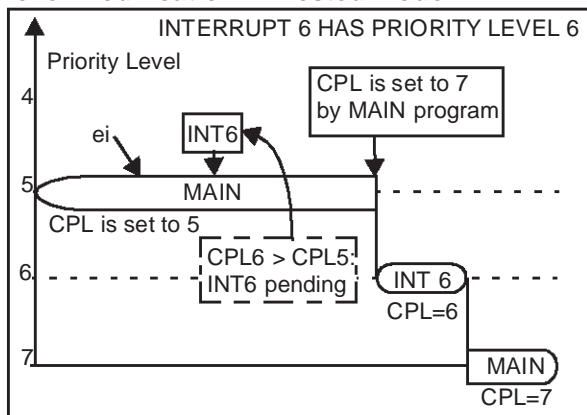 INTERRUPT 6 HAS PRIORITY LEVEL 6
Priority Level
CPL is set to 7
by MAIN program
4
ei
INT6
5
MAIN
CPL is set to 5
CPL6 > CPL5:
INT6 pending
6
INT 6
CPL=6
7
MAIN
CPL=7